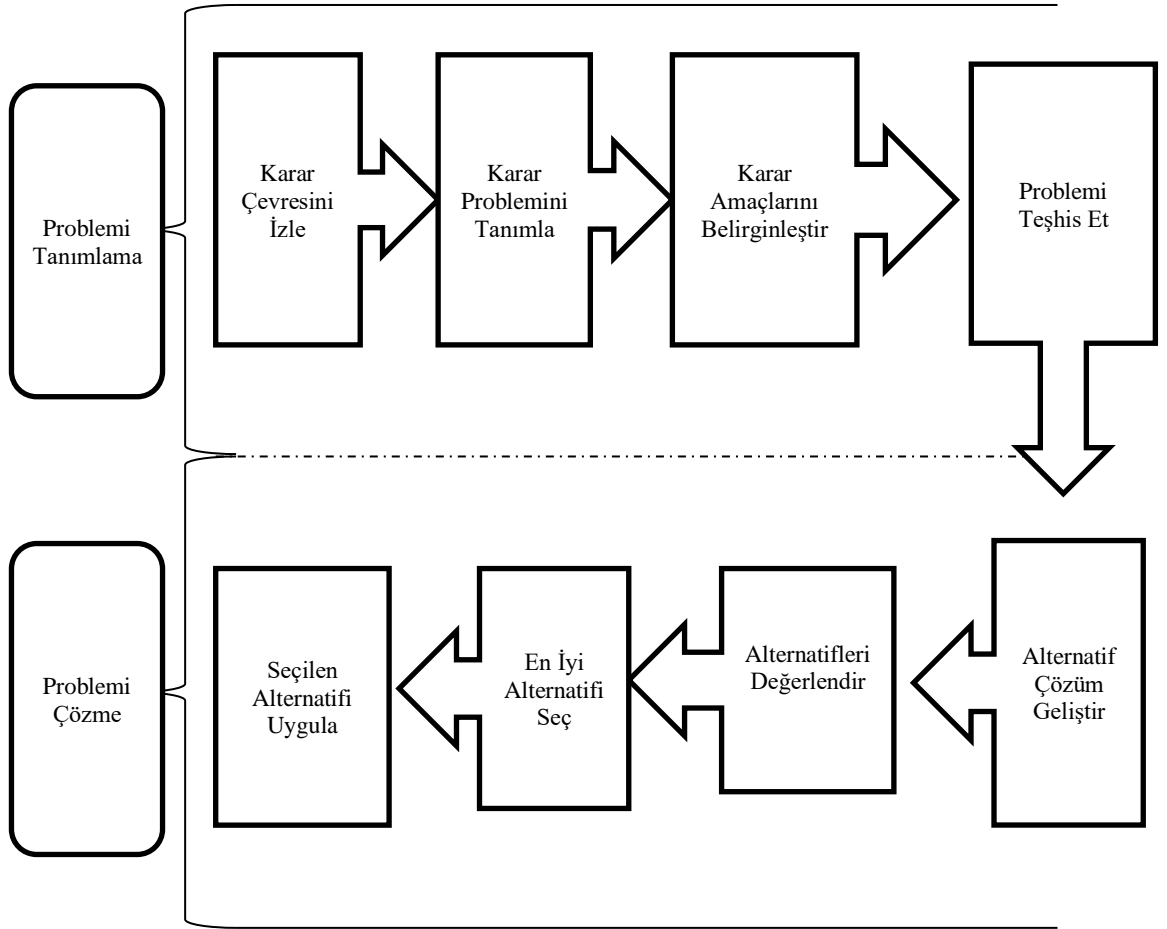 Problemi
Tanımlama
Karar
Çevresini
İzle
Karar
Problemini
Tanımla
Karar
Amaçlarını
Belirginleştir
Problemi
Teşhis Et
Problemi
Çözme
Seçilen
Alternatifi
Uygula
En İyi
Alternatifi
Seç
Alternatifleri
Değerlendir
Alternatif
Çözüm
Geliştir